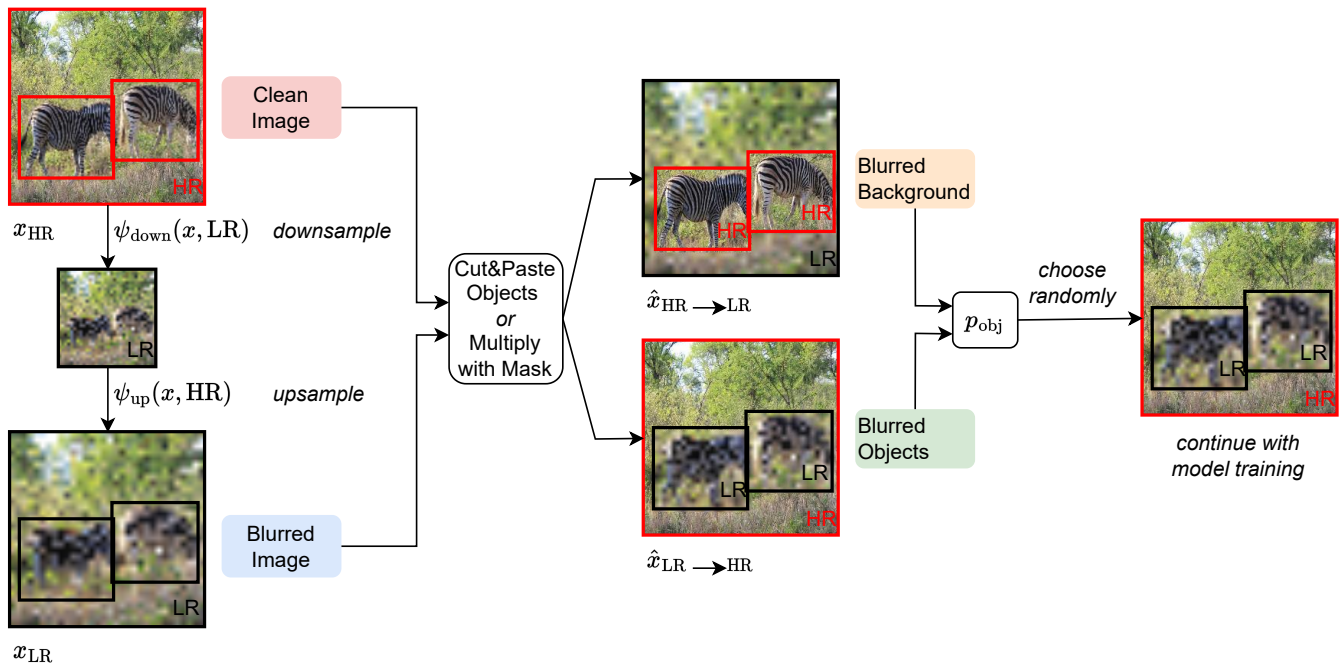 HR
x_HR
ψ_down(x, LR)
downsample
LR
ψ_up(x, HR)
upsample
LR
x_LR
Clean
Image
Blurred
Image
Cut&Paste
Objects
or
Multiply
with Mask
HR
HR
LR
x̂_HR→LR
LR
LR
HR
x̂_LR→HR
Blurred
Background
Blurred
Objects
p_obj
choose
randomly
LR
LR
HR
continue with
model training